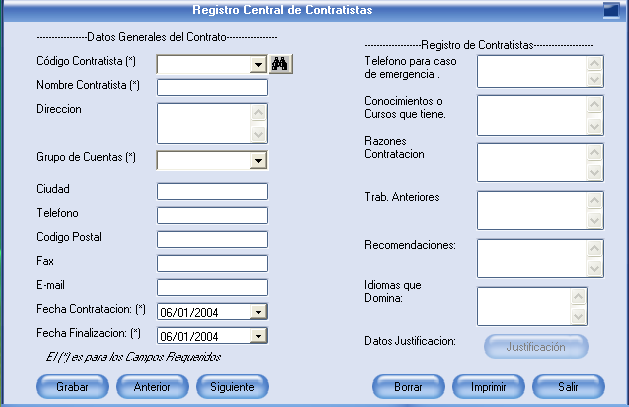 Registro Central de Contratistas
-----------------Datos Generales del Contrato-----------------
Código Contratista (*)
Nombre Contratista (*)
Direccion
Grupo de Cuentas (*)
Ciudad
Telefono
Codigo Postal
Fax
E-mail
Fecha Contratacion: (*) 06/01/2004
Fecha Finalizacion: (*) 06/01/2004
El (*) es para los Campos Requeridos
-------------------Registro de Contratistas--------------------
Telefono para caso
de emergencia .
Conocimientos o
Cursos que tiene.
Razones
Contratacion
Trab. Anteriores
Recomendaciones:
Idiomas que
Domina:
Datos Justificacion: Justificación
Grabar Anterior Siguiente Borrar Imprimir Salir